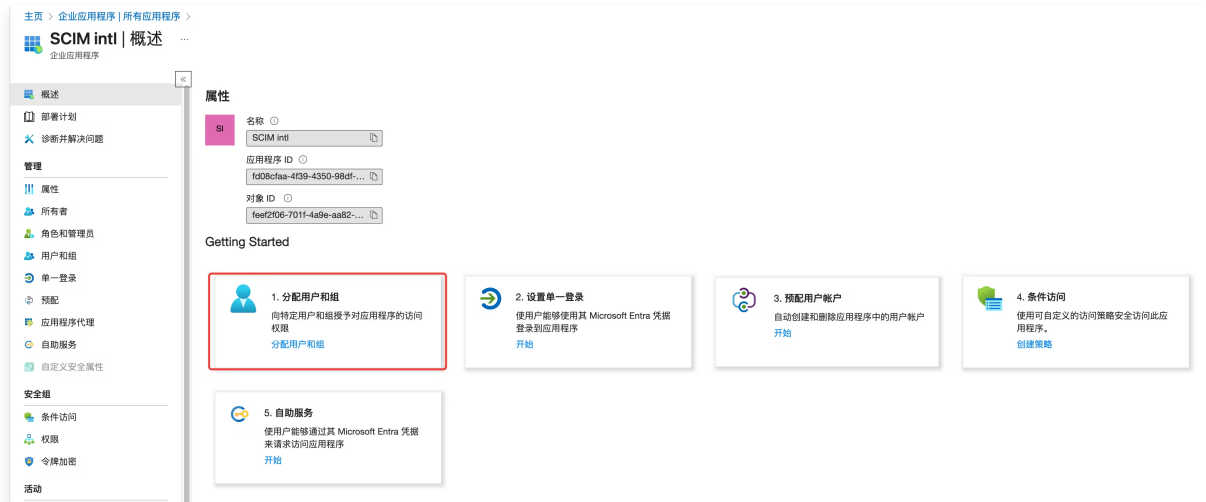 主页 > 企业应用程序 | 所有应用程序 >
SCIM intl | 概述 ...
企业应用程序
«
概述
部署计划
诊断并解决问题
管理
属性
所有者
角色和管理员
用户和组
单一登录
预配
应用程序代理
自助服务
自定义安全属性
安全组
条件访问
权限
令牌加密
活动
属性
SI
名称
SCIM intl
应用程序 ID
fd08cfaa-4f39-4350-98df-...
对象 ID
feef2f06-701f-4a9e-aa82-...
Getting Started
1. 分配用户和组
向特定用户和组授予对应用程序的访问
权限
分配用户和组
2. 设置单一登录
使用户能够使用其 Microsoft Entra 凭据
登录到应用程序
开始
3. 预配用户帐户
自动创建和删除应用程序中的用户帐户
开始
4. 条件访问
使用可自定义的访问策略安全访问此应
用程序。
创建策略
5. 自助服务
使用户能够通过其 Microsoft Entra 凭据
来请求访问应用程序
开始